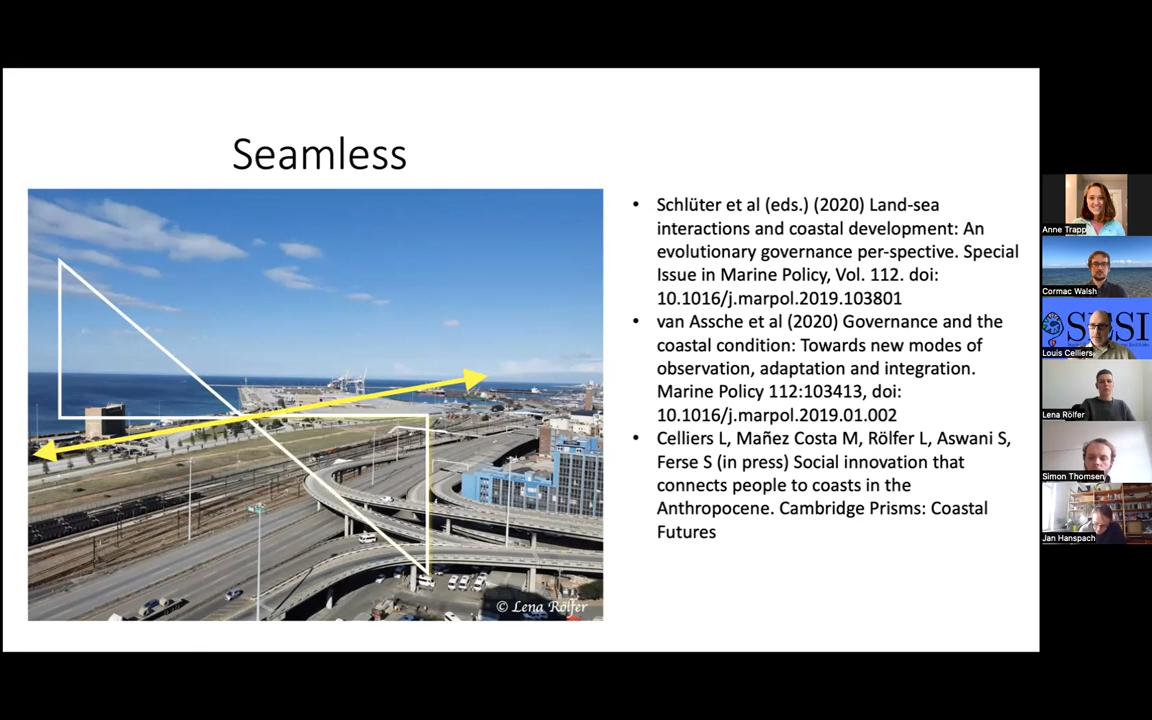 Seamless
• Schlüter et al (eds.) (2020) Land-sea
interactions and coastal development: An
evolutionary governance per-spective. Special
Issue in Marine Policy, Vol. 112. doi:
10.1016/j.marpol.2019.103801
• van Assche et al (2020) Governance and the
coastal condition: Towards new modes of
observation, adaptation and integration.
Marine Policy 112:103413, doi:
10.1016/j.marpol.2019.01.002
• Celliers L, Mañez Costa M, Rölfer L, Aswani S,
Ferse S (in press) Social innovation that
connects people to coasts in the
Anthropocene. Cambridge Prisms: Coastal
Futures
© Lena Rölfer
Anne Trapp
Cormac Walsh
Louis Celliers
Lena Rölfer
Simon Thomsen
Jan Hanspach